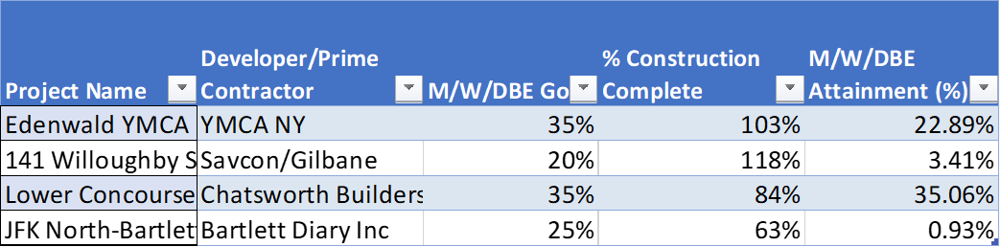 Project Name Developer/Prime Contractor M/W/DBE Go % Construction Complete M/W/DBE Attainment (%)
Edenwald YMCA YMCA NY 35% 103% 22.89%
141 Willoughby S Savcon/Gilbane 20% 118% 3.41%
Lower Concourse Chatsworth Builders 35% 84% 35.06%
JFK North-Bartlet Bartlett Diary Inc 25% 63% 0.93%